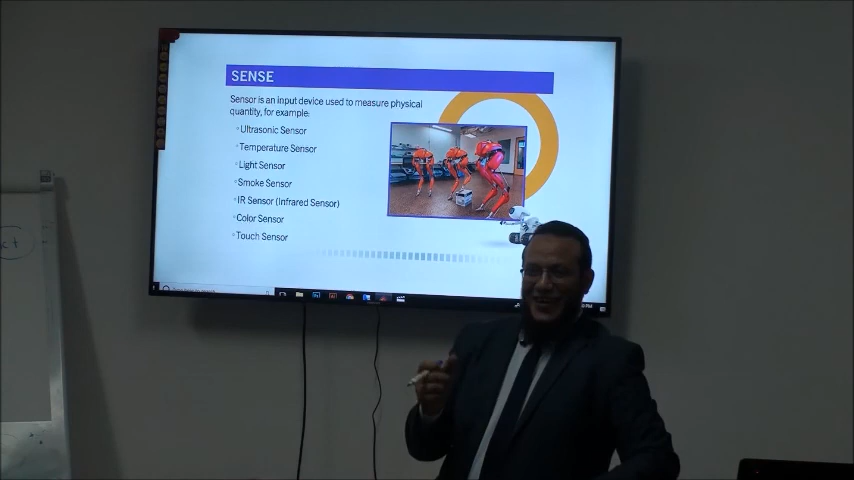 SENSE
Sensor is an input device used to measure physical
quantity, for example:
Ultrasonic Sensor
Temperature Sensor
Light Sensor
Smoke Sensor
IR Sensor (Infrared Sensor)
Color Sensor
Touch Sensor